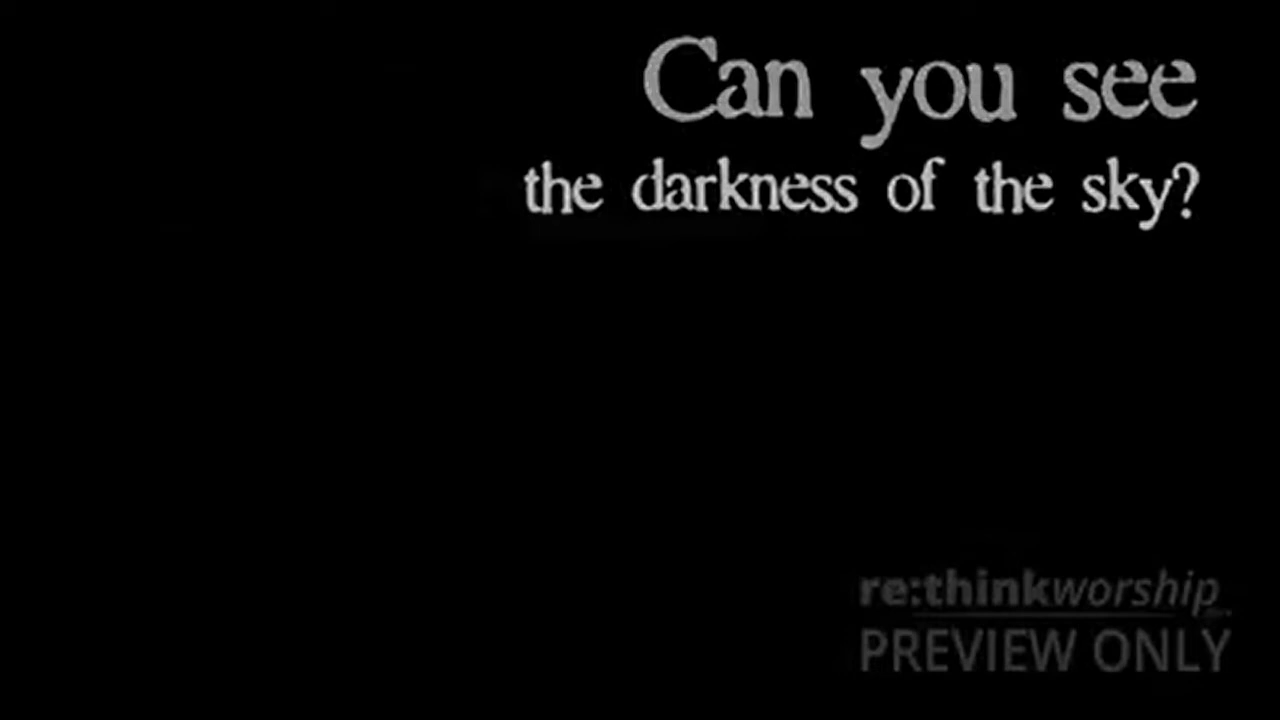 Can you see
the darkness of the sky?
re:thinkworship
PREVIEW ONLY